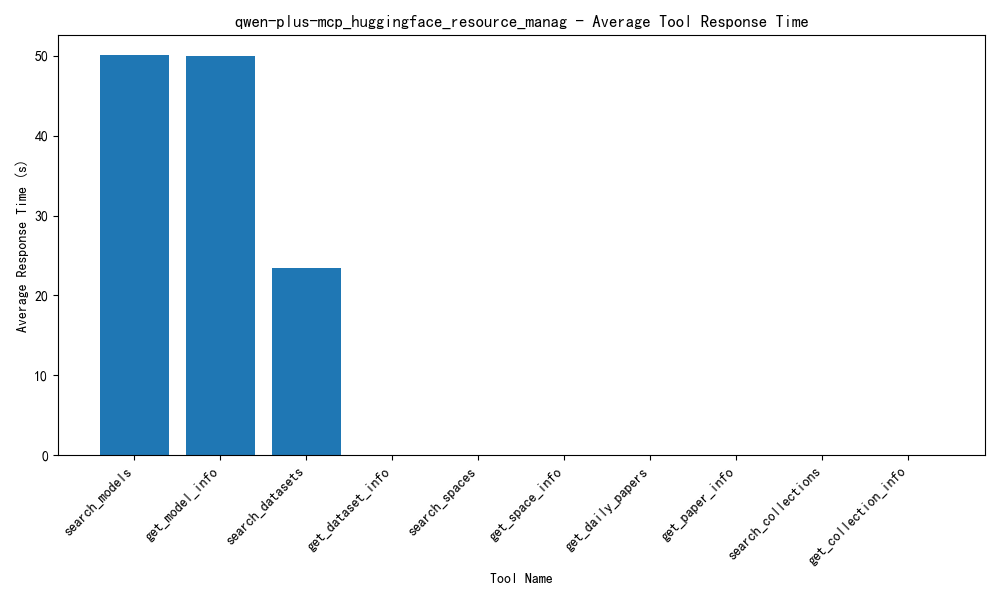 qwen-plus-mcp_huggingface_resource_manag - Average Tool Response Time
Average Response Time (s)
50
40
30
20
10
0
search_models
get_model_info
search_datasets
get_dataset_info
search_spaces
get_space_info
get_daily_papers
get_paper_info
search_collections
get_collection_info
Tool Name